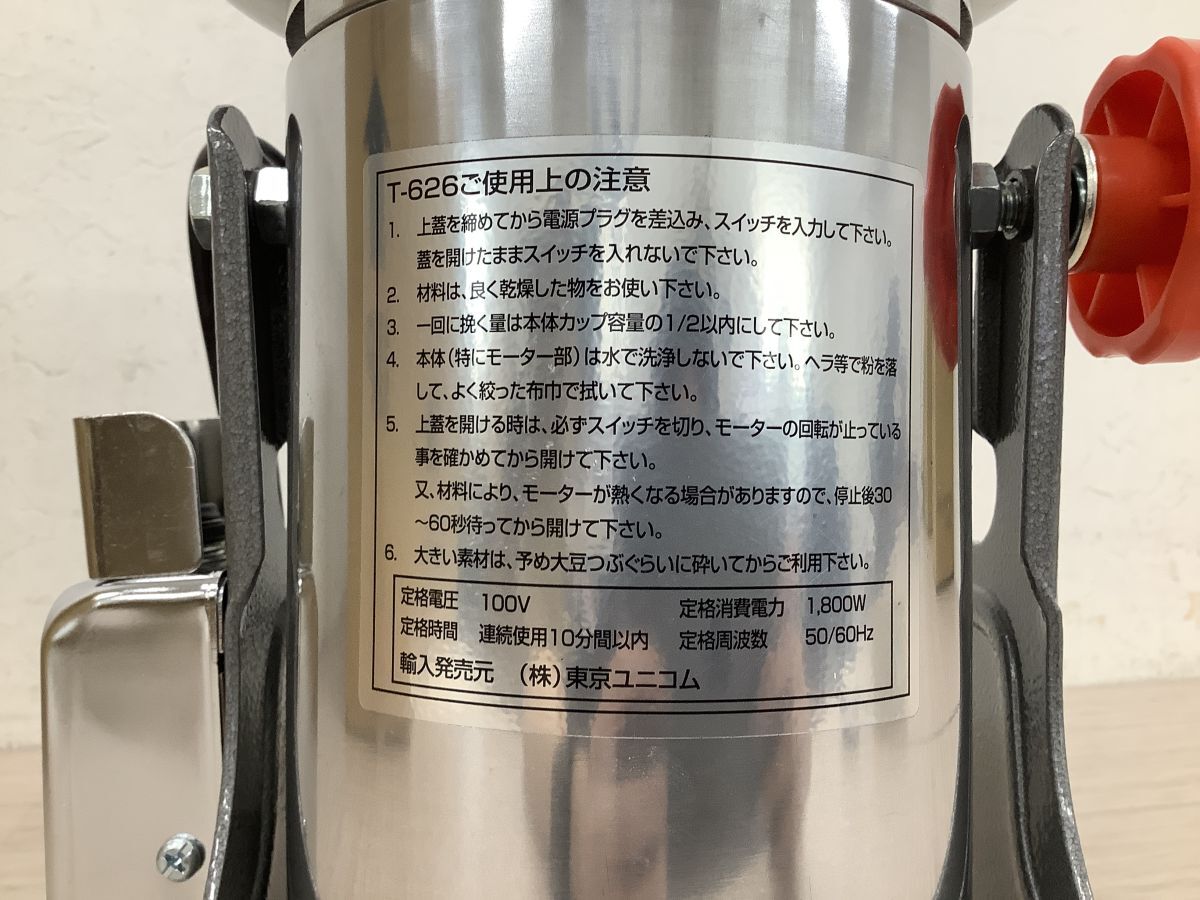 T-626ご使用上の注意
1. 上蓋を締めてから電源プラグを差込み、スイッチを入力して下さい。
蓋を開けたままスイッチを入れないで下さい。
2. 材料は、良く乾燥した物をお使い下さい。
3. 一回に挽く量は本体カップ容量の1/2以内にして下さい。
4. 本体(特にモーター部)は水で洗浄しないで下さい。ヘラ等で粉を落
して、よく絞った布巾で拭いて下さい。
5. 上蓋を開ける時は、必ずスイッチを切り、モーターの回転が止っている
事を確かめてから開けて下さい。
又、材料により、モーターが熱くなる場合がありますので、停止後30
～60秒待ってから開けて下さい。
6. 大きい素材は、予め大豆つぶぐらいに砕いてからご利用下さい。
定格電圧 100V 定格消費電力 1,800W
定格時間 連続使用10分間以内 定格周波数 50/60Hz
輸入発売元 (株)東京ユニコム